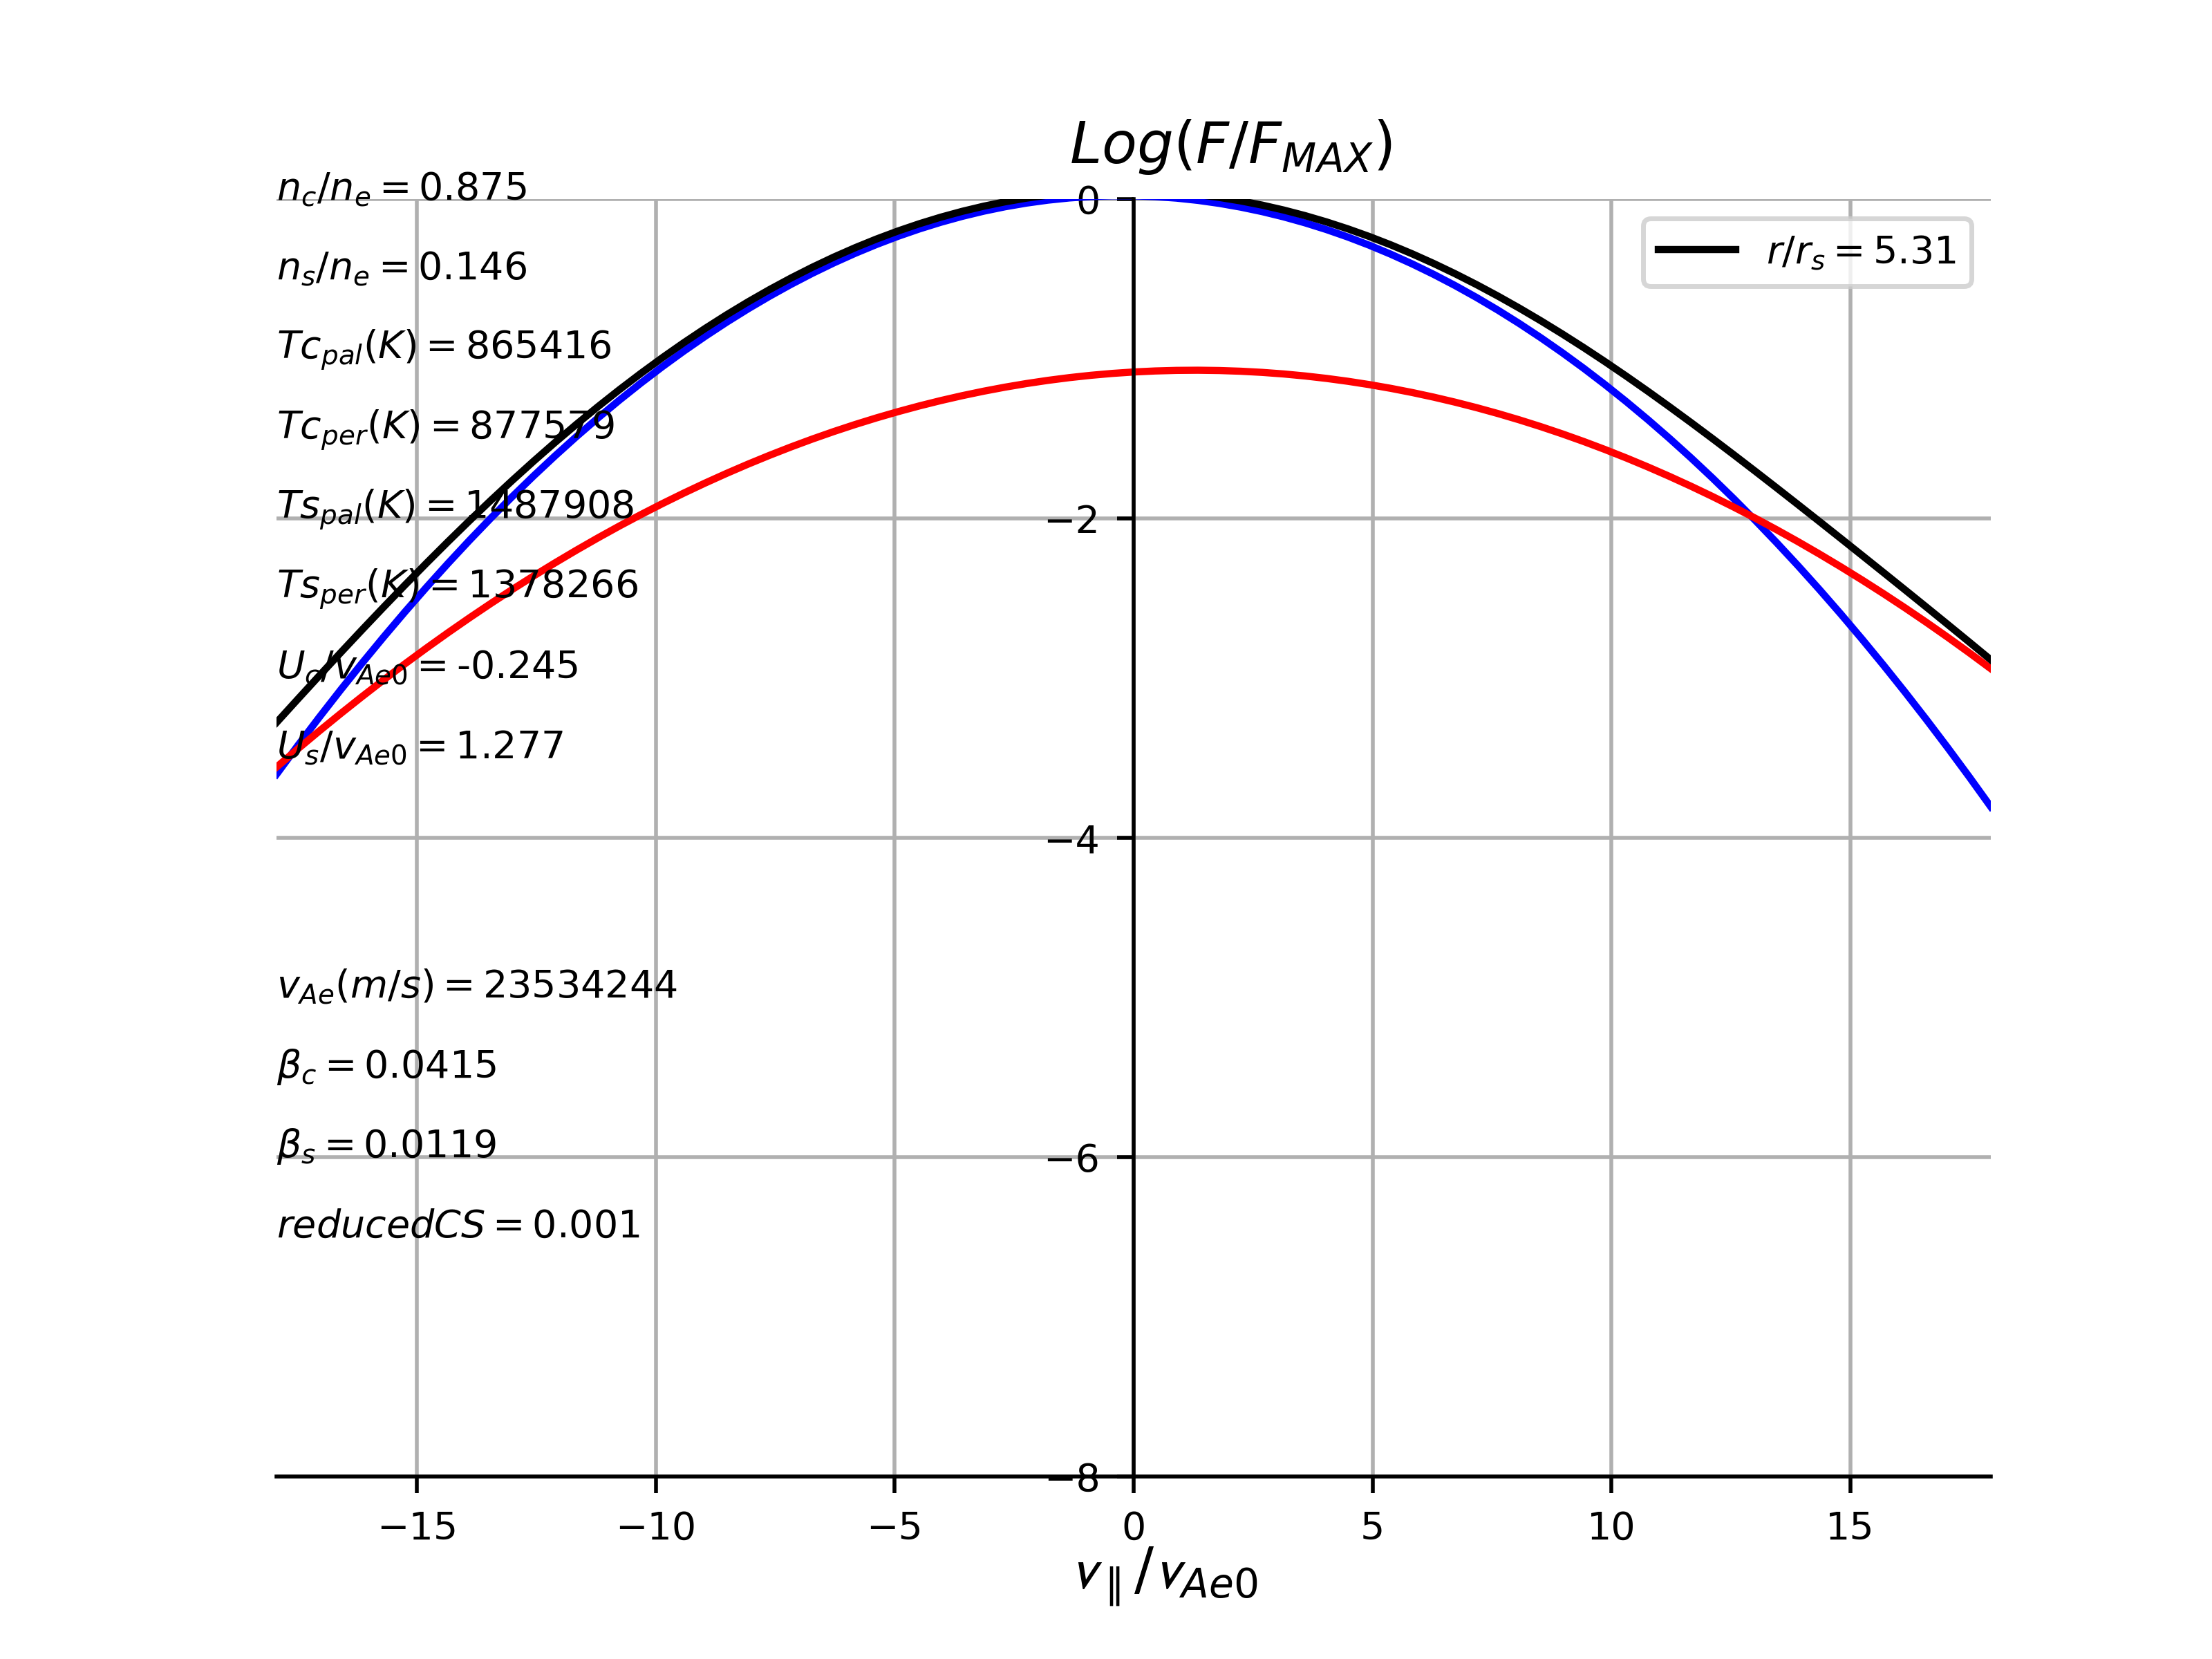 Log(F/F_MAX)
n_c/n_e = 0.875
n_s/n_e = 0.146
Tc_pal(K) = 865416
Tc_per(K) = 877579
Ts_pal(K) = 1487908
Ts_per(K) = 1378266
U_c/v_Ae0 = -0.245
U_s/v_Ae0 = 1.277
v_Ae(m/s) = 23534244
β_c = 0.0415
β_s = 0.0119
reducedCS = 0.001
r/r_s = 5.31
0
−2
−4
−6
−8
−15 −10 −5 0 5 10 15
v_∥/v_Ae0